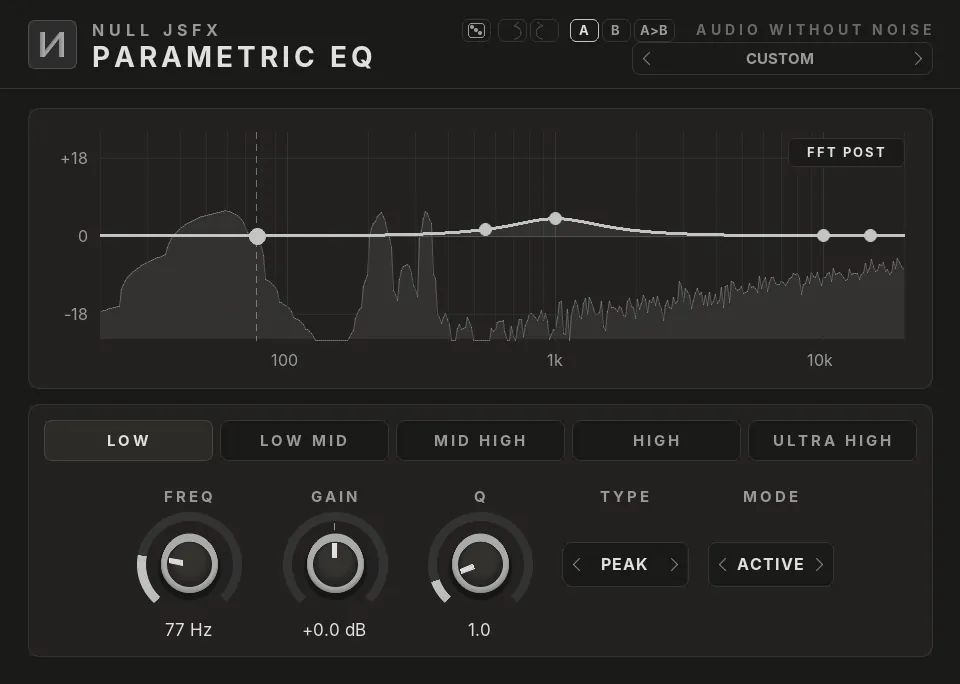 NULL JSFX
PARAMETRIC EQ
A B A>B AUDIO WITHOUT NOISE
CUSTOM
+18
FFT POST
0
-18
100 1k 10k
LOW LOW MID MID HIGH HIGH ULTRA HIGH
FREQ GAIN Q TYPE MODE
PEAK ACTIVE
77 Hz +0.0 dB 1.0